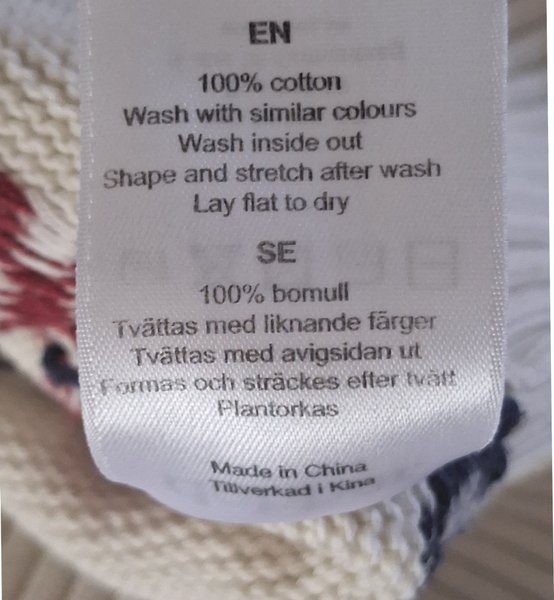 EN
100% cotton
Wash with similar colours
Wash inside out
Shape and stretch after wash
Lay flat to dry
SE
100% bomull
Tvättas med liknande färger
Tvättas med avigsidan ut
Formas och sträckes efter tvätt
Plantorkas
Made in China
Tillverkad i Kina